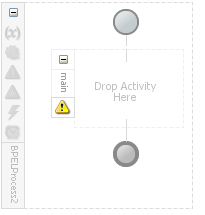 (x)
main
Drop Activity
Here
BPELProcess2